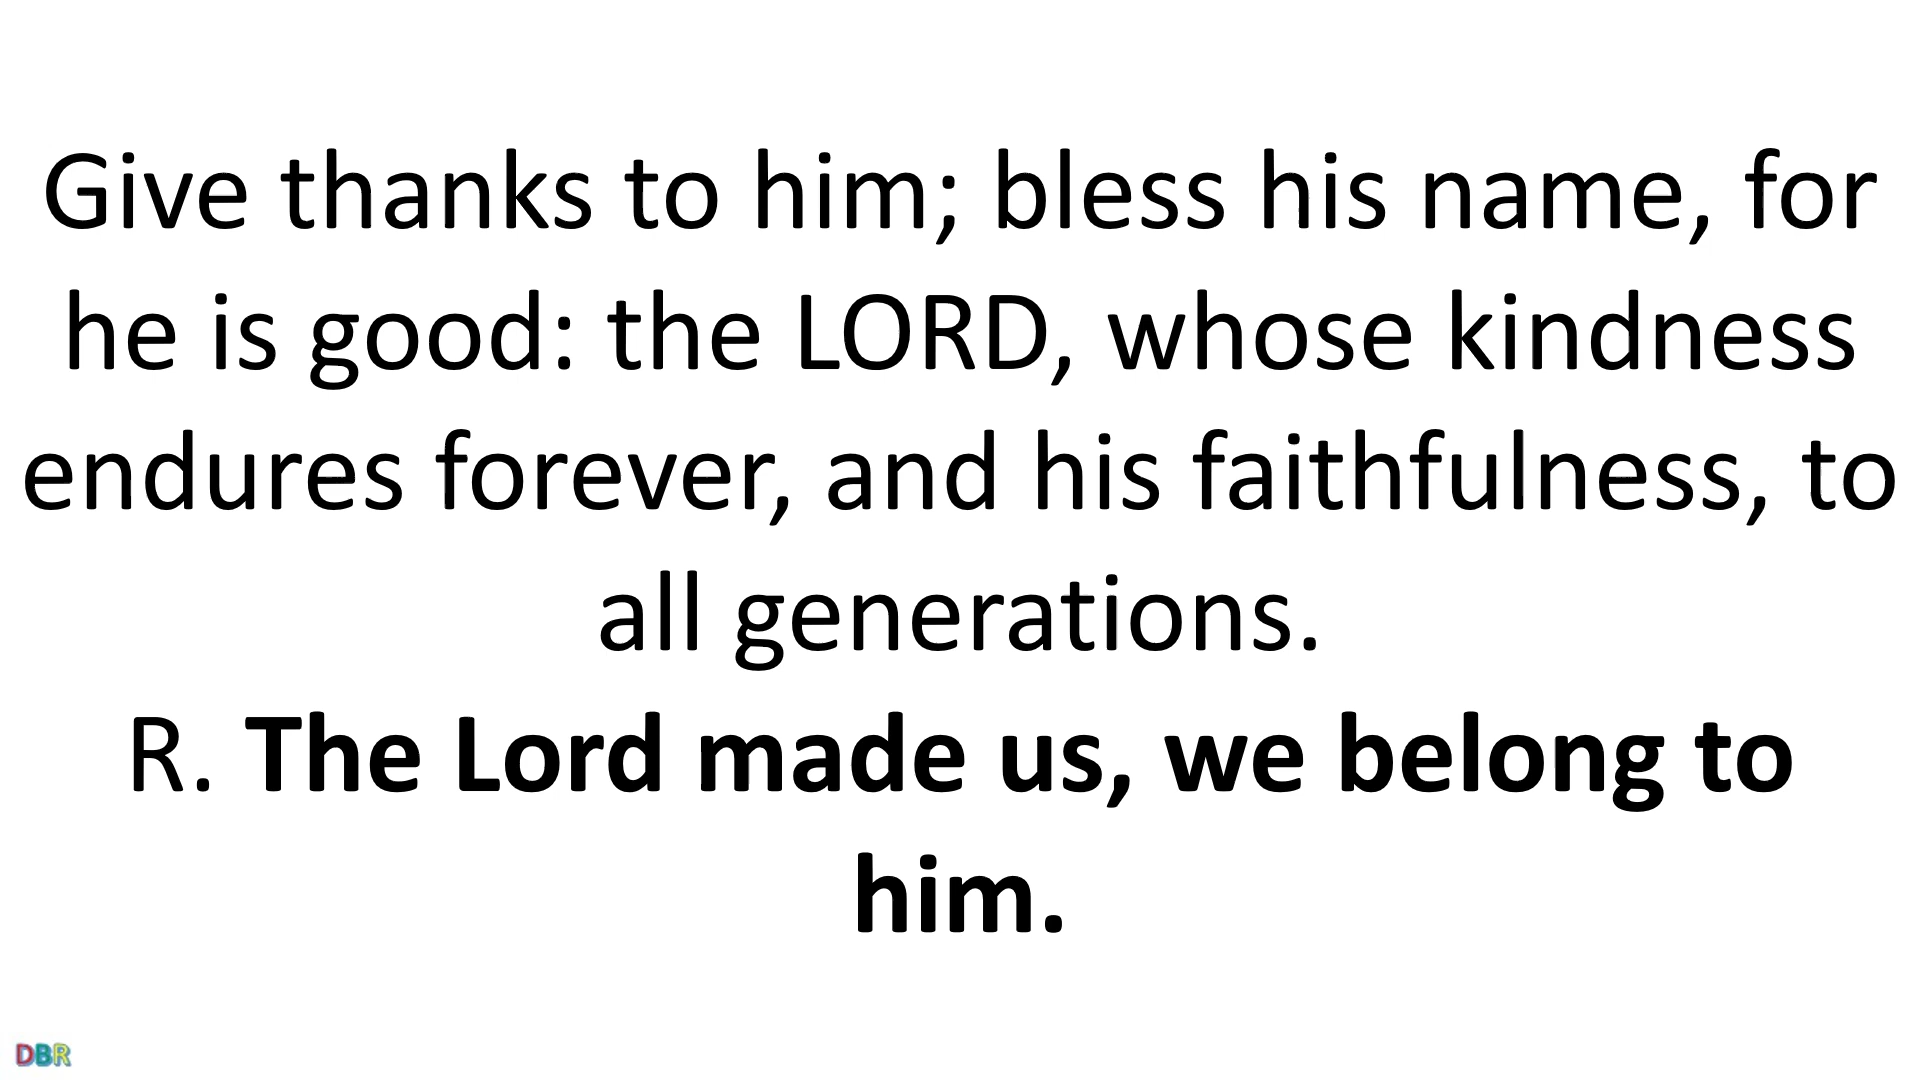 Give thanks to him; bless his name, for
he is good: the LORD, whose kindness
endures forever, and his faithfulness, to
all generations.
R. The Lord made us, we belong to
him.
DBR